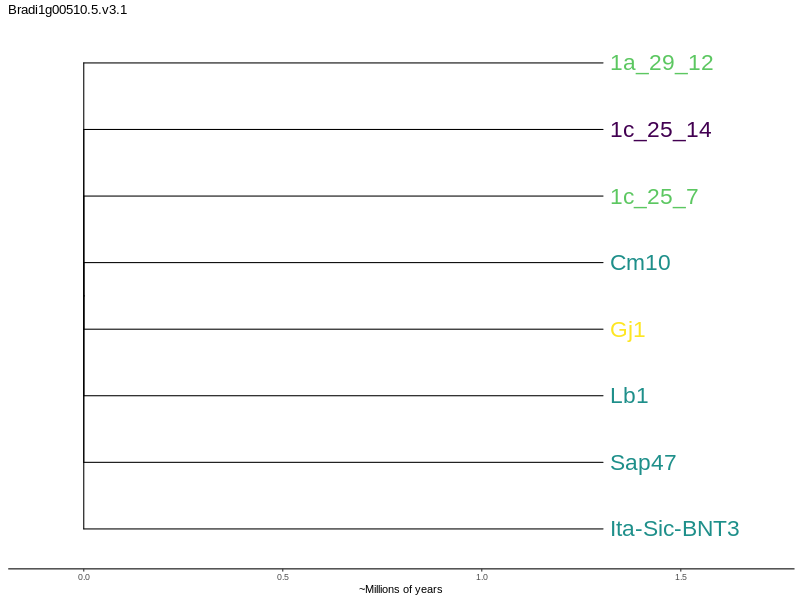 Bradi1g00510.5.v3.1
1a_29_12
1c_25_14
1c_25_7
Cm10
Gj1
Lb1
Sap47
Ita-Sic-BNT3
0.0 0.5 1.0 1.5
~Millions of years